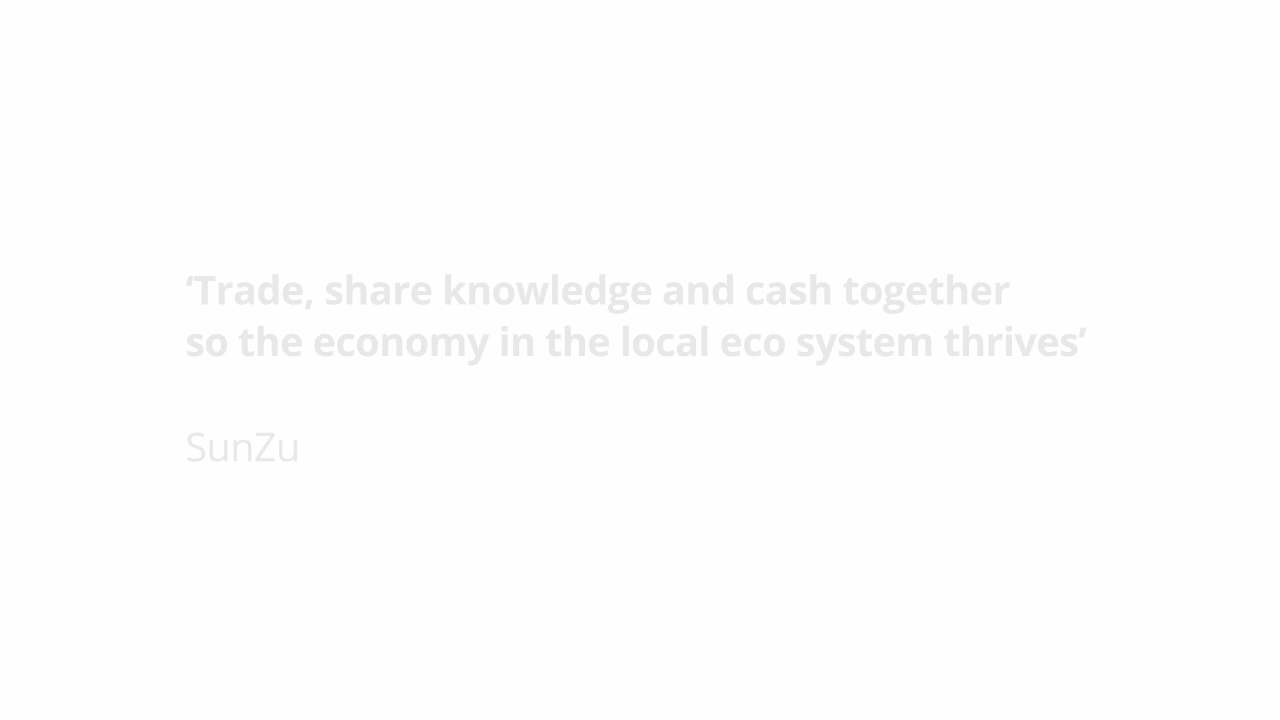 ‘Trade, share knowledge and cash together
so the economy in the local eco system thrives’
SunZu